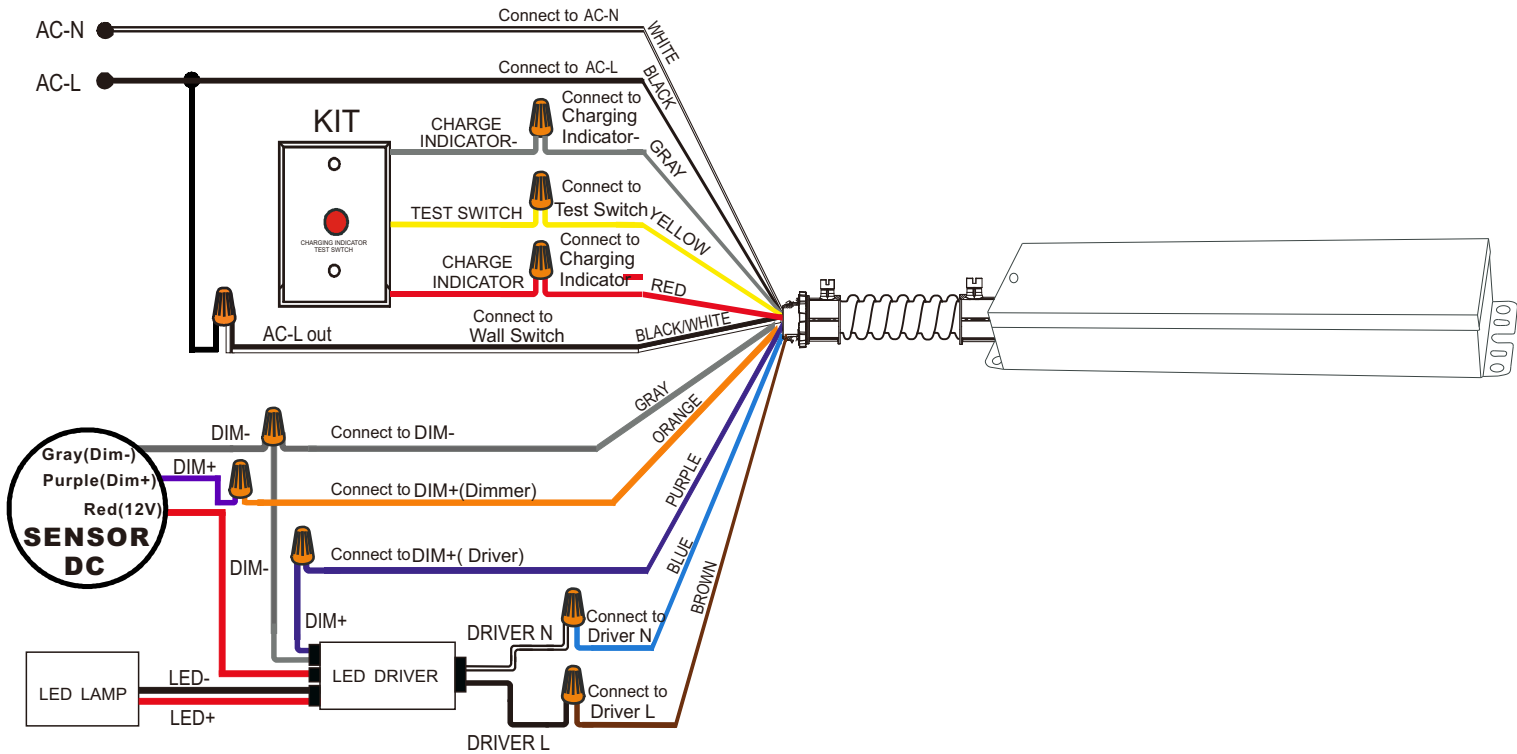 AC-N
Connect to AC-N
WHITE
AC-L
Connect to AC-L
BLACK
KIT
CHARGE
INDICATOR-
Connect to
Charging
Indicator-
GRAY
TEST SWITCH
Connect to
Test Switch
YELLOW
CHARGING INDICATOR
TEST SWTCH
CHARGE
INDICATOR
Connect to
Charging
Indicator
RED
AC-L out
Connect to
Wall Switch
BLACK/WHITE
GRAY
ORANGE
PURPLE
BLUE
BROWN
DIM-
Connect to DIM-
Gray(Dim-)
Purple(Dim+)
Red(12V)
SENSOR
DC
DIM+
Connect to DIM+(Dimmer)
DIM-
Connect to DIM+( Driver)
DIM+
DRIVER N
Connect to
Driver N
LED DRIVER
LED LAMP
LED-
LED+
DRIVER L
Connect to
Driver L